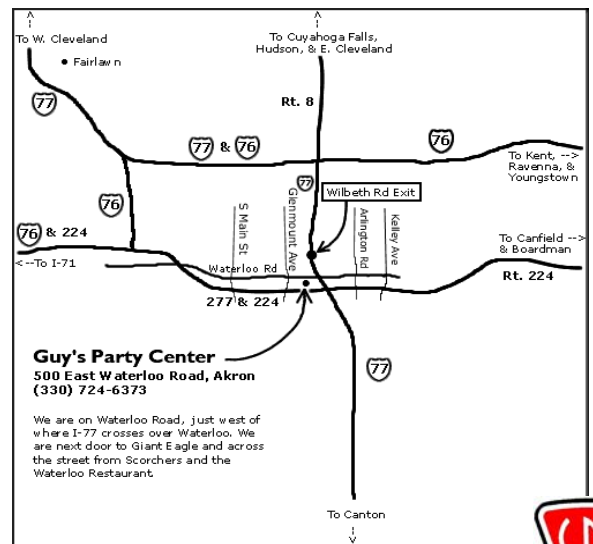 To W. Cleveland
Fairlawn
To Cuyahoga Falls,
Hudson, & E. Cleveland
77
Rt. 8
77 & 76
76
To Kent, -->
Ravenna, &
Youngstown
77
Wilbeth Rd Exit
76
S Main St
Glenmount Ave
Arlington Rd
Kelley Ave
76 & 224
<--To I-71
Waterloo Rd
To Canfield -->
& Boardman
Rt. 224
277 & 224
Guy's Party Center
500 East Waterloo Road, Akron
(330) 724-6373
77
We are on Waterloo Road, just west of
where I-77 crosses over Waterloo. We
are next door to Giant Eagle and across
the street from Scorchers and the
Waterloo Restaurant.
To Canton